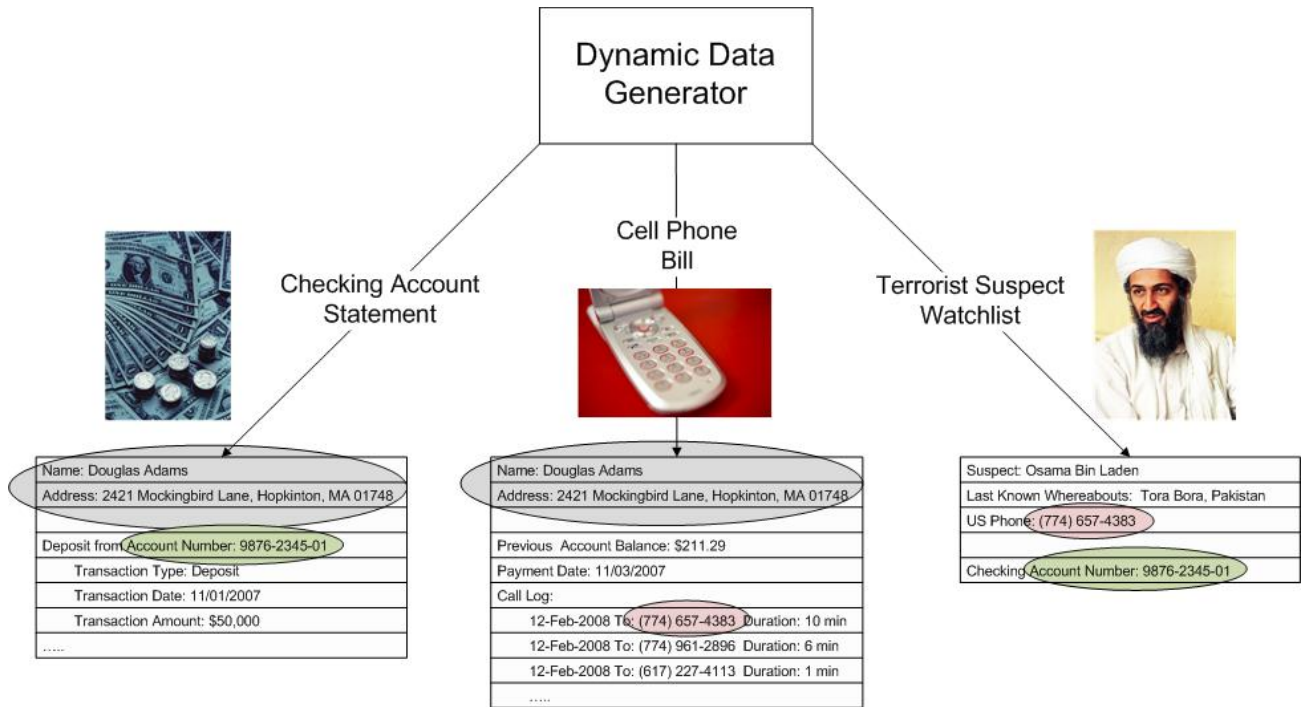 Dynamic Data
Generator
Checking Account
Statement
Cell Phone
Bill
Terrorist Suspect
Watchlist
Name: Douglas Adams
Address: 2421 Mockingbird Lane, Hopkinton, MA 01748
Deposit from Account Number: 9876-2345-01
Transaction Type: Deposit
Transaction Date: 11/01/2007
Transaction Amount: $50,000
.....
Name: Douglas Adams
Address: 2421 Mockingbird Lane, Hopkinton, MA 01748
Previous Account Balance: $211.29
Payment Date: 11/03/2007
Call Log:
12-Feb-2008 To: (774) 657-4383 Duration: 10 min
12-Feb-2008 To: (774) 961-2896 Duration: 6 min
12-Feb-2008 To: (617) 227-4113 Duration: 1 min
.....
Suspect: Osama Bin Laden
Last Known Whereabouts: Tora Bora, Pakistan
US Phone: (774) 657-4383
Checking Account Number: 9876-2345-01